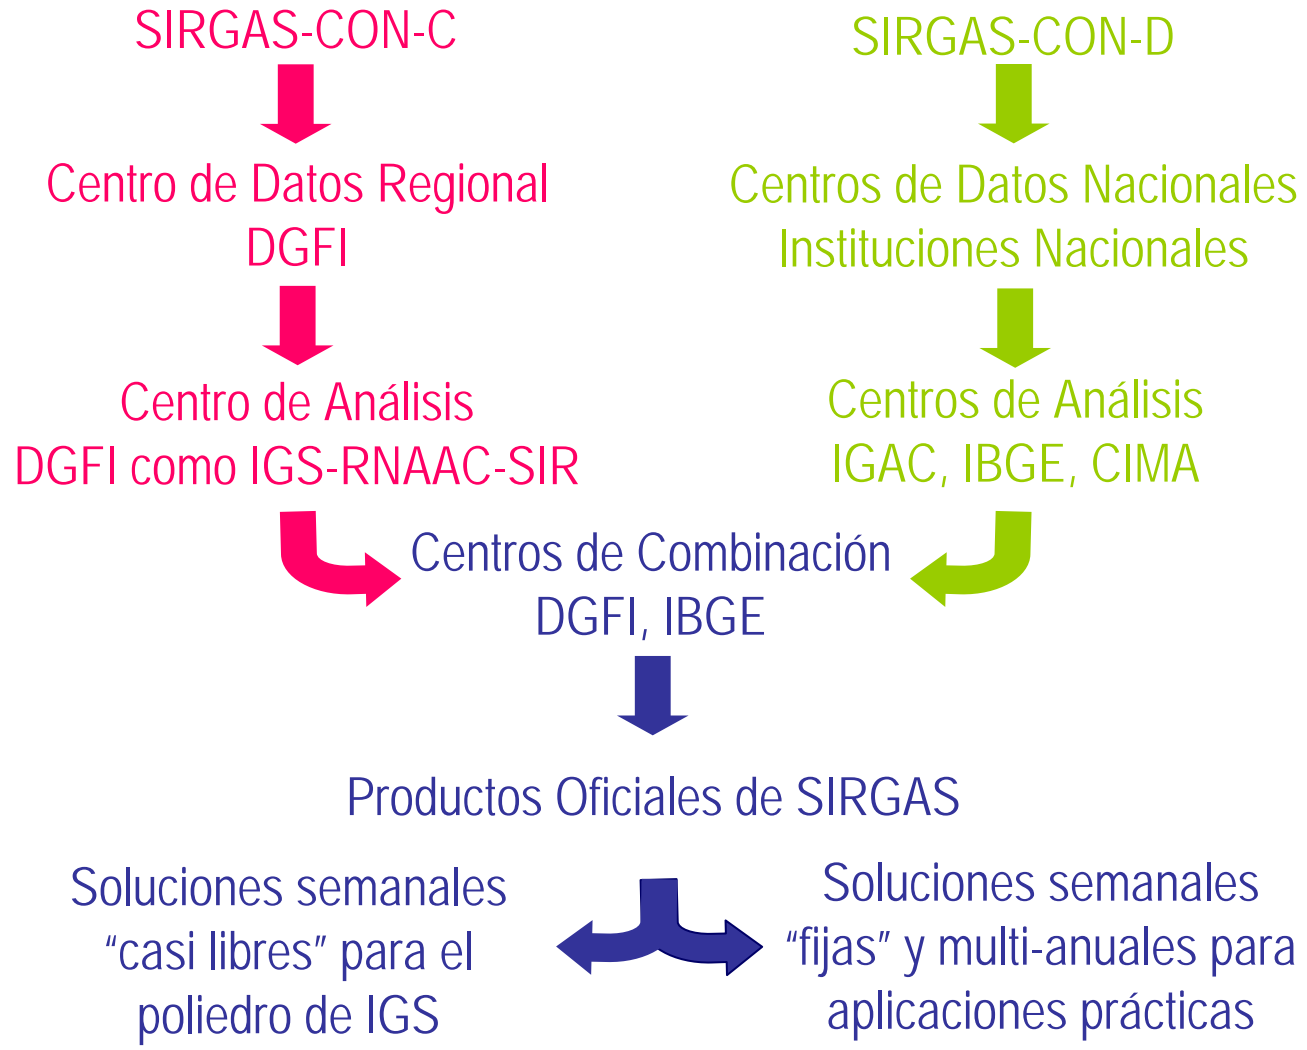 SIRGAS-CON-C
Centro de Datos Regional
DGFI
Centro de Análisis
DGFI como IGS-RNAAC-SIR
SIRGAS-CON-D
Centros de Datos Nacionales
Instituciones Nacionales
Centros de Análisis
IGAC, IBGE, CIMA
Centros de Combinación
DGFI, IBGE
Productos Oficiales de SIRGAS
Soluciones semanales
“casi libres” para el
poliedro de IGS
Soluciones semanales
“fijas” y multi-anuales para
aplicaciones prácticas